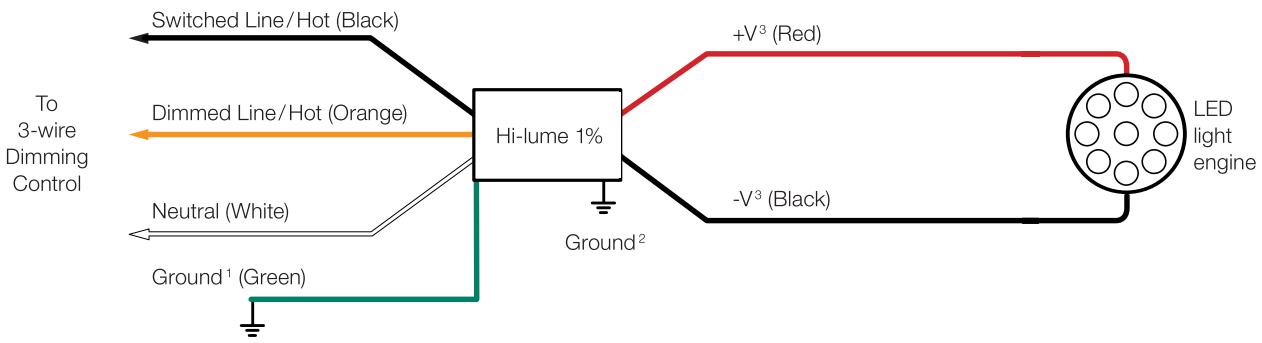 Switched Line/Hot (Black)
To
3-wire
Dimming
Control
Dimmed Line/Hot (Orange)
Neutral (White)
Ground¹ (Green)
Hi-lume 1%
Ground²
+V³ (Red)
-V³ (Black)
LED
light
engine